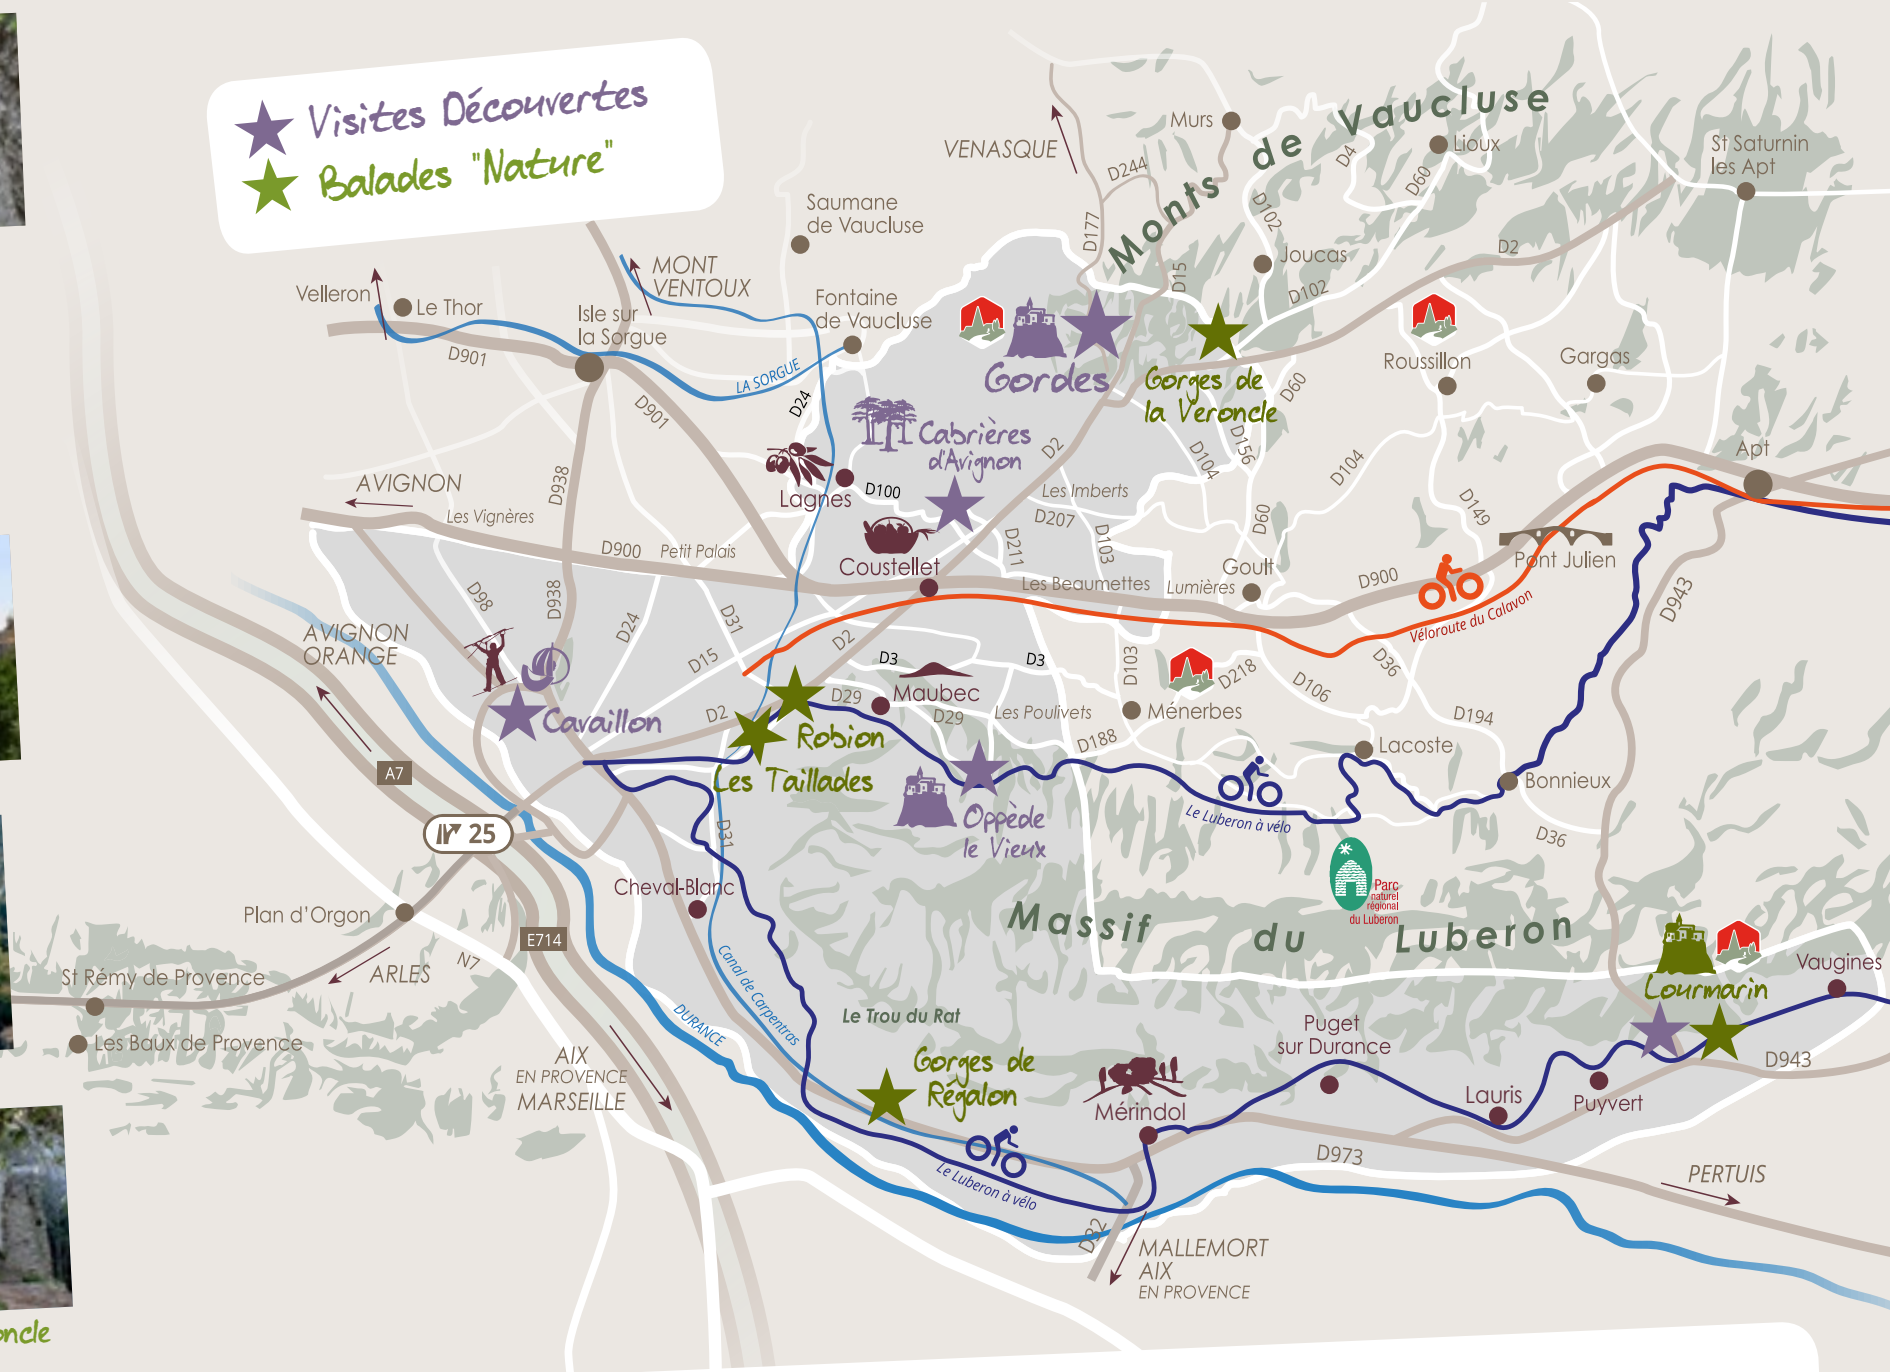 Visites Découvertes
Balades "Nature"
Monts de Vaucluse
VENASQUE
Murs
Lioux
St Saturnin
les Apt
D244
D4
D60
D177
D102
D15
D2
Joucas
D102
Saumane
de Vaucluse
MONT
VENTOUX
Velleron
Le Thor
Isle sur
la Sorgue
Fontaine
de Vaucluse
D901
LA SORGUE
D24
D901
Gordes
Gorges de
la Veroncle
D60
Roussillon
Gargas
Cabrières
d'Avignon
D2
D104
D156
D104
Apt
AVIGNON
Les Vignères
D938
Lagnes
D100
Les Imberts
D207
D211
D103
D60
D149
D900
Petit Palais
Coustellet
Les Beaumettes
Lumières
Goult
D900
Pont Julien
Véloroute du Calavon
D943
D98
D938
D24
D31
D15
D2
D3
D3
D103
D218
D106
D36
D194
AVIGNON
ORANGE
Cavaillon
D2
Maubec
D29
D29
Les Poulivets
Ménerbes
D188
Robion
Les Taillades
Lacoste
Bonnieux
A7
25
D31
Oppède
le Vieux
Le Luberon à vélo
D36
Parc
naturel
régional
du Luberon
Cheval-Blanc
Plan d'Orgon
E714
Massif du Luberon
N7
ARLES
St Rémy de Provence
Les Baux de Provence
Canal de Carpentras
DURANCE
Le Trou du Rat
Gorges de
Régalon
Lourmarin
Vaugines
Puget
sur Durance
Mérindol
Lauris
Puyvert
D943
AIX
EN PROVENCE
MARSEILLE
Le Luberon à vélo
D973
PERTUIS
D32
MALLEMORT
AIX
EN PROVENCE
oncle